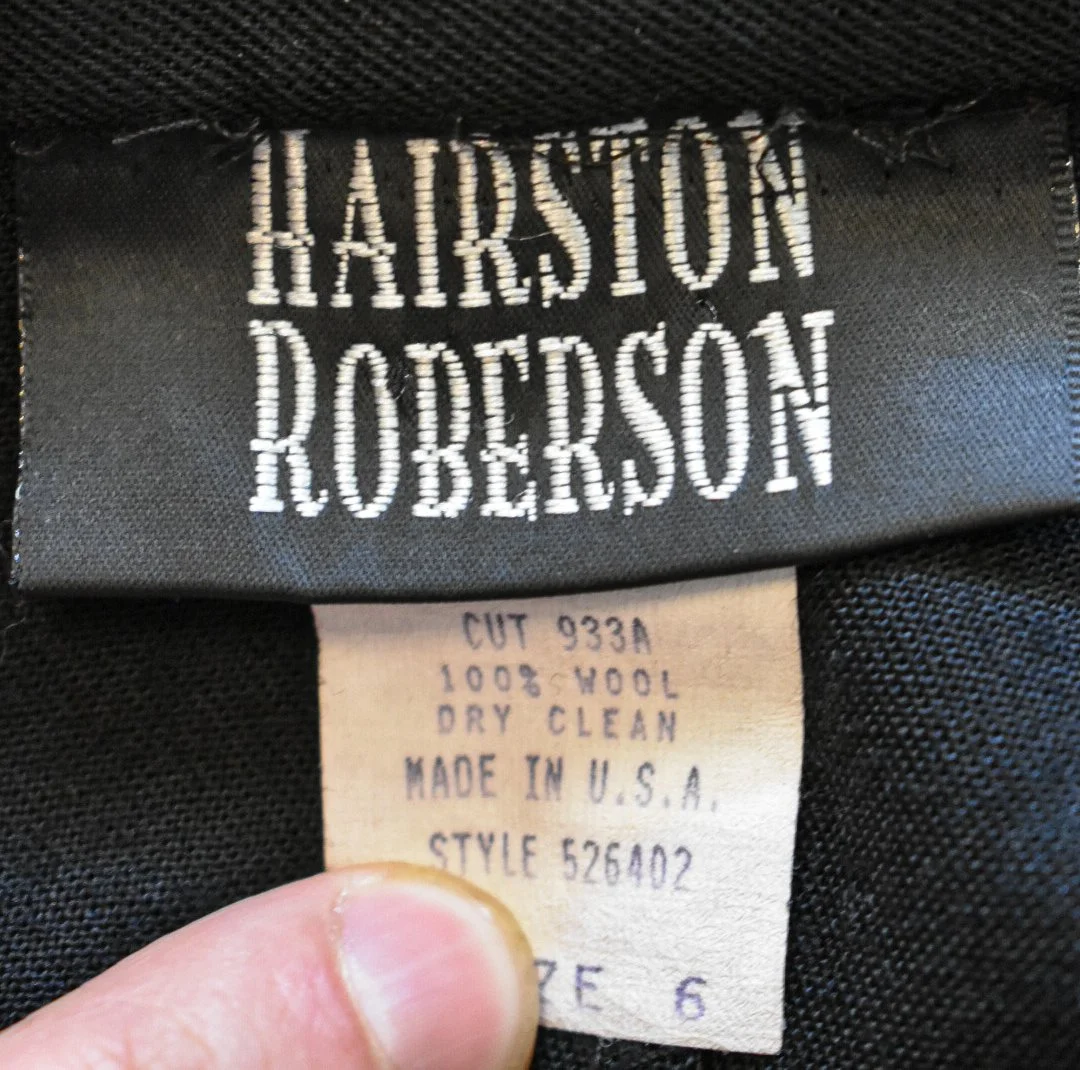 HAIRSTON
ROBERSON
CUT 933A
100% WOOL
DRY CLEAN
MADE IN U.S.A.
STYLE 526402
ZE 6